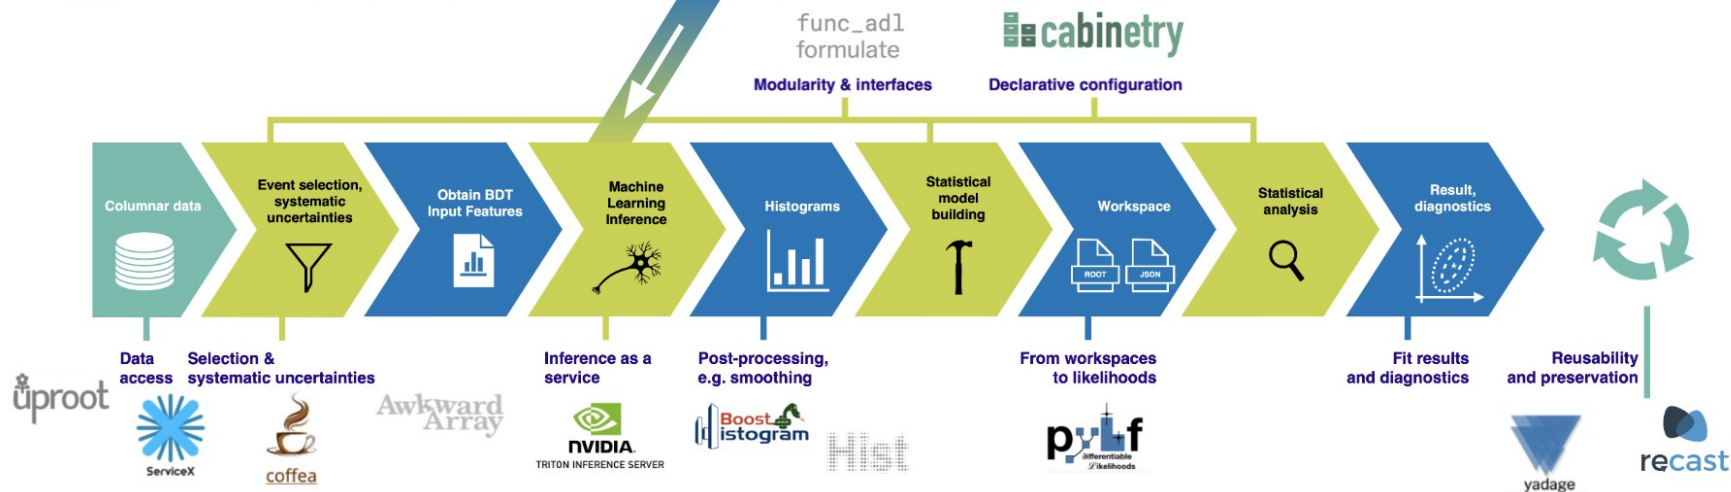 func_adl
formulate
cabinetry
Modularity & interfaces
Declarative configuration
Columnar data
Event selection,
systematic
uncertainties
Obtain BDT
Input Features
Machine
Learning
Inference
Histograms
Statistical
model
building
Workspace
ROOT
JSON
Statistical
analysis
Result,
diagnostics
Data
access
Selection &
systematic uncertainties
Inference as a
service
Post-processing,
e.g. smoothing
From workspaces
to likelihoods
Fit results
and diagnostics
Reusability
and preservation
uproot
ServiceX
coffea
Awkward
Array
NVIDIA.
TRITON INFERENCE SERVER
Boost
istogram
Hist
pyhf
differentiable
Likelihoods
yadage
recast